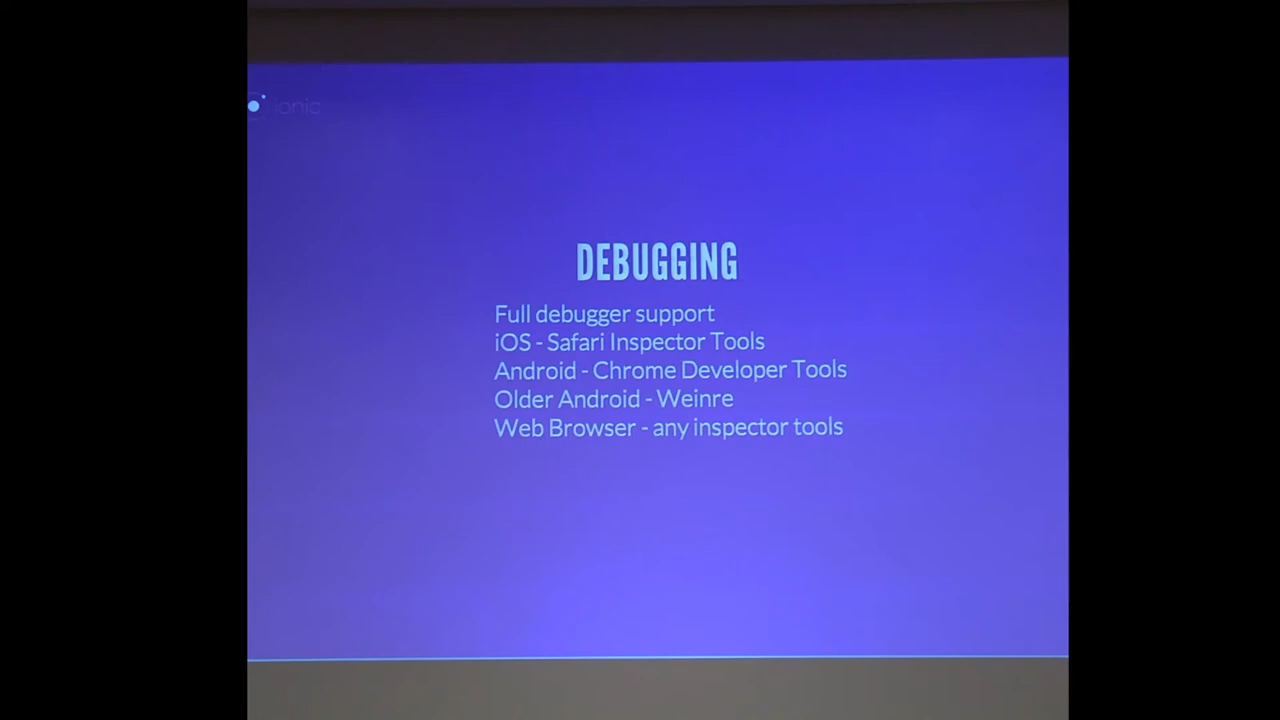 ionic
DEBUGGING
Full debugger support
iOS - Safari Inspector Tools
Android - Chrome Developer Tools
Older Android - Weinre
Web Browser - any inspector tools